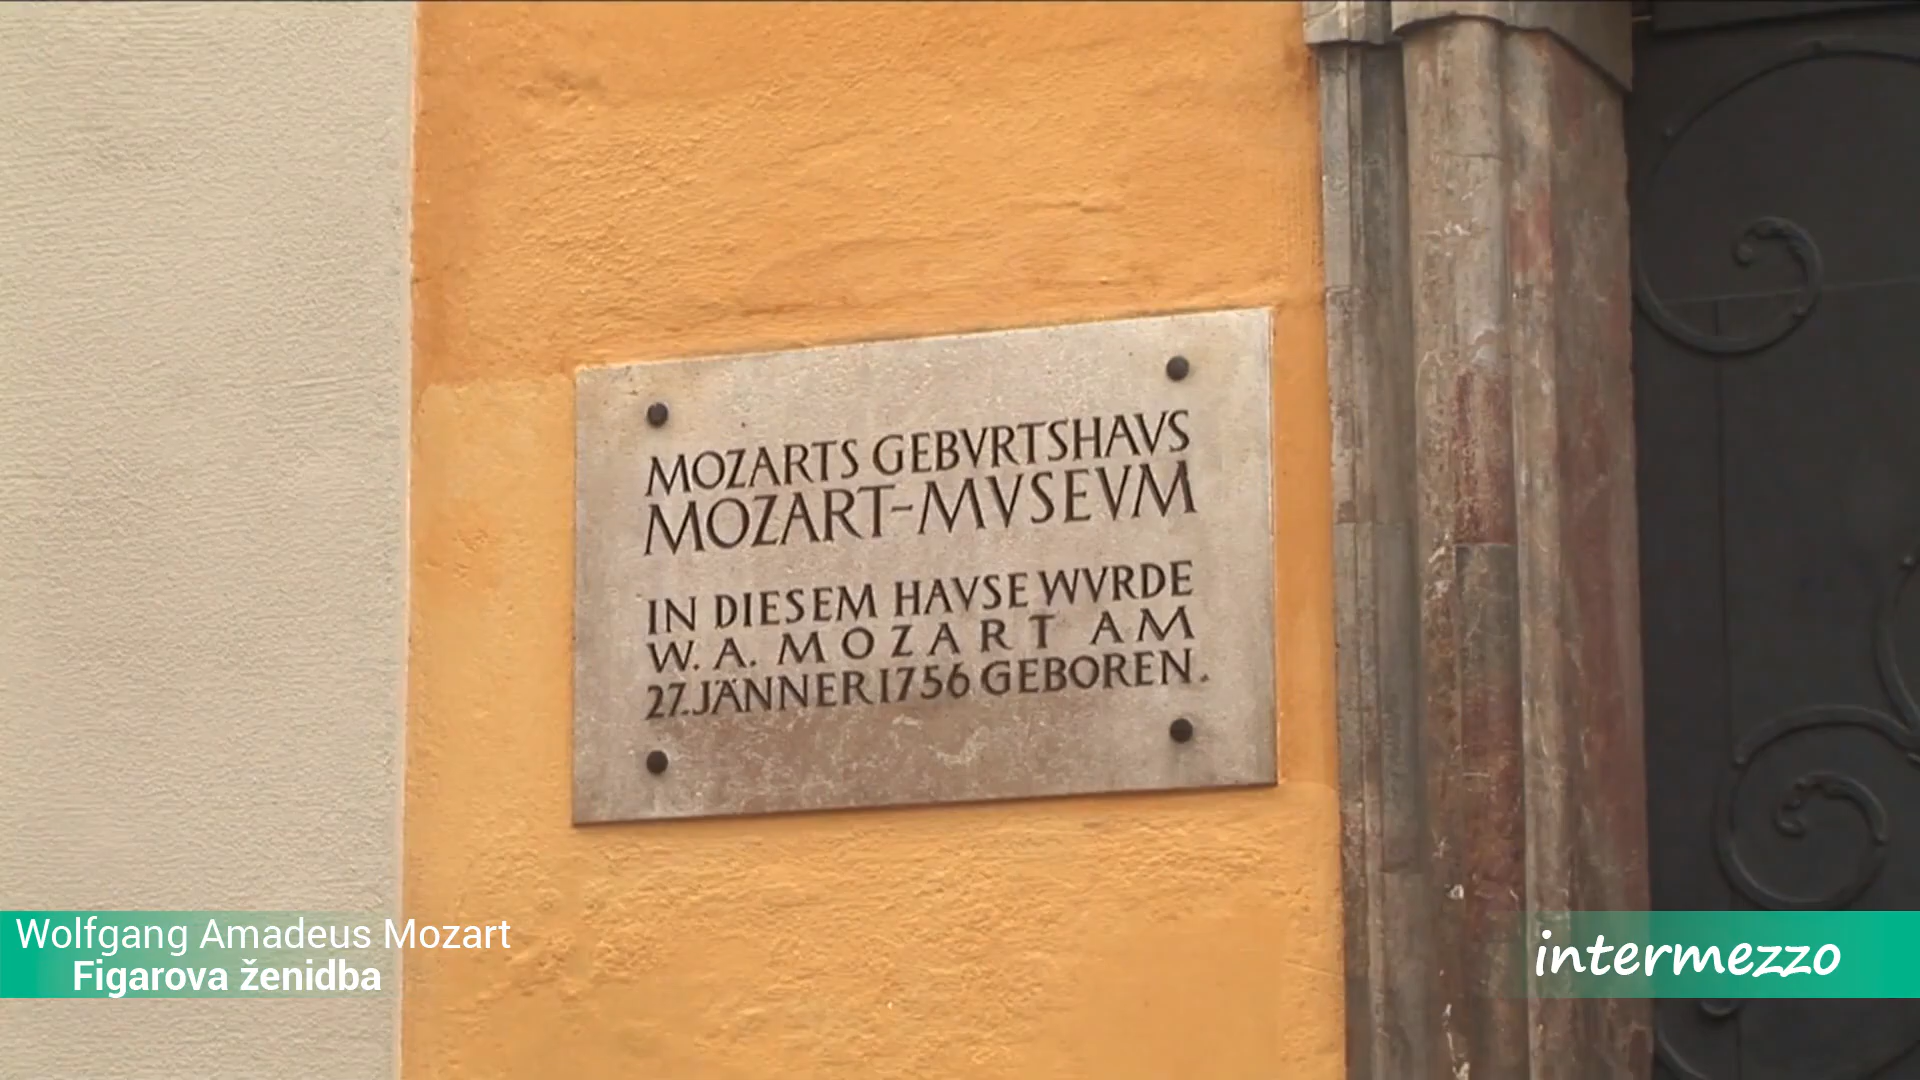 MOZARTS GEBVRTSHAVS
MOZART-MVSEVM
IN DIESEM HAVSE WVRDE
W. A. MOZART AM
27. JÄNNER 1756 GEBOREN.
Wolfgang Amadeus Mozart
Figarova ženidba
intermezzo